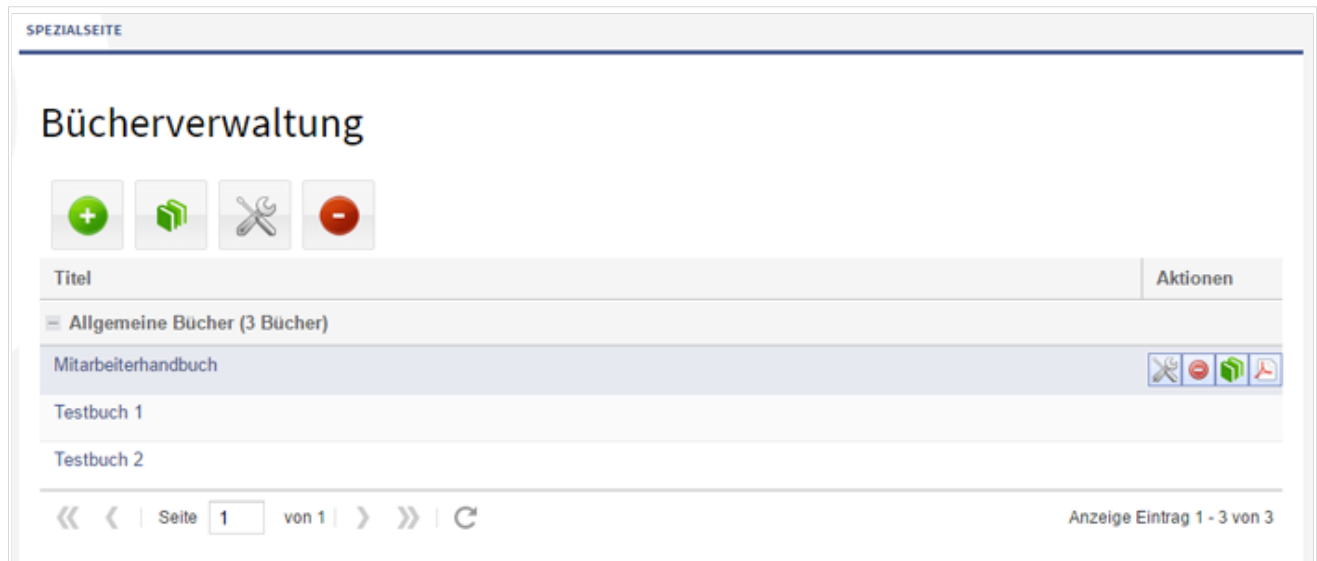 SPEZIALSEITE
Bücherverwaltung
Titel Aktionen
Allgemeine Bücher (3 Bücher)
Mitarbeiterhandbuch
Testbuch 1
Testbuch 2
Seite 1 von 1 Anzeige Eintrag 1 - 3 von 3